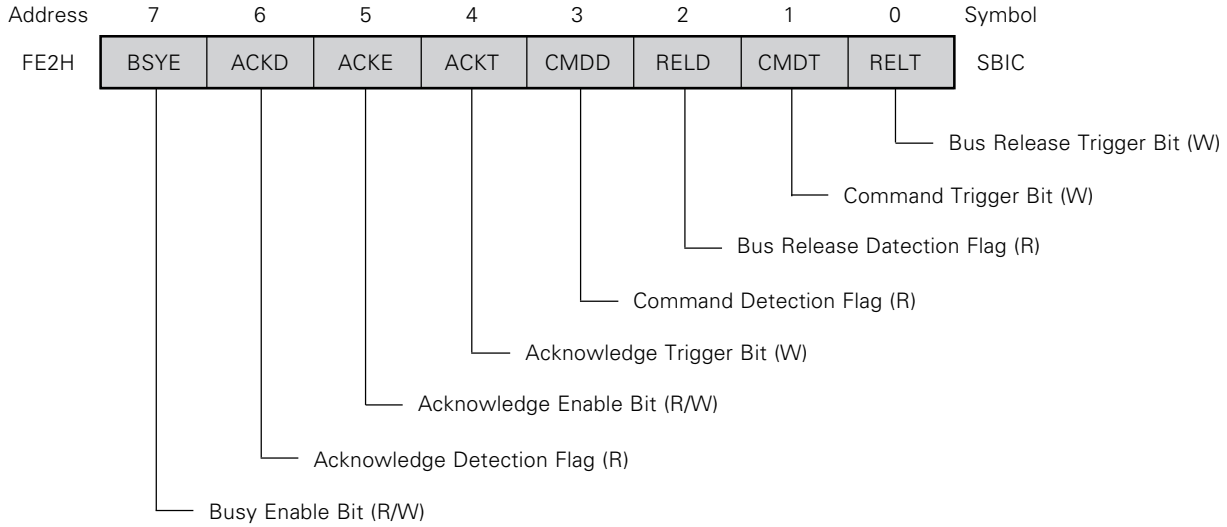 Address 7 6 5 4 3 2 1 0 Symbol
FE2H BSYE ACKD ACKE ACKT CMDD RELD CMDT RELT SBIC
Bus Release Trigger Bit (W)
Command Trigger Bit (W)
Bus Release Datection Flag (R)
Command Detection Flag (R)
Acknowledge Trigger Bit (W)
Acknowledge Enable Bit (R/W)
Acknowledge Detection Flag (R)
Busy Enable Bit (R/W)